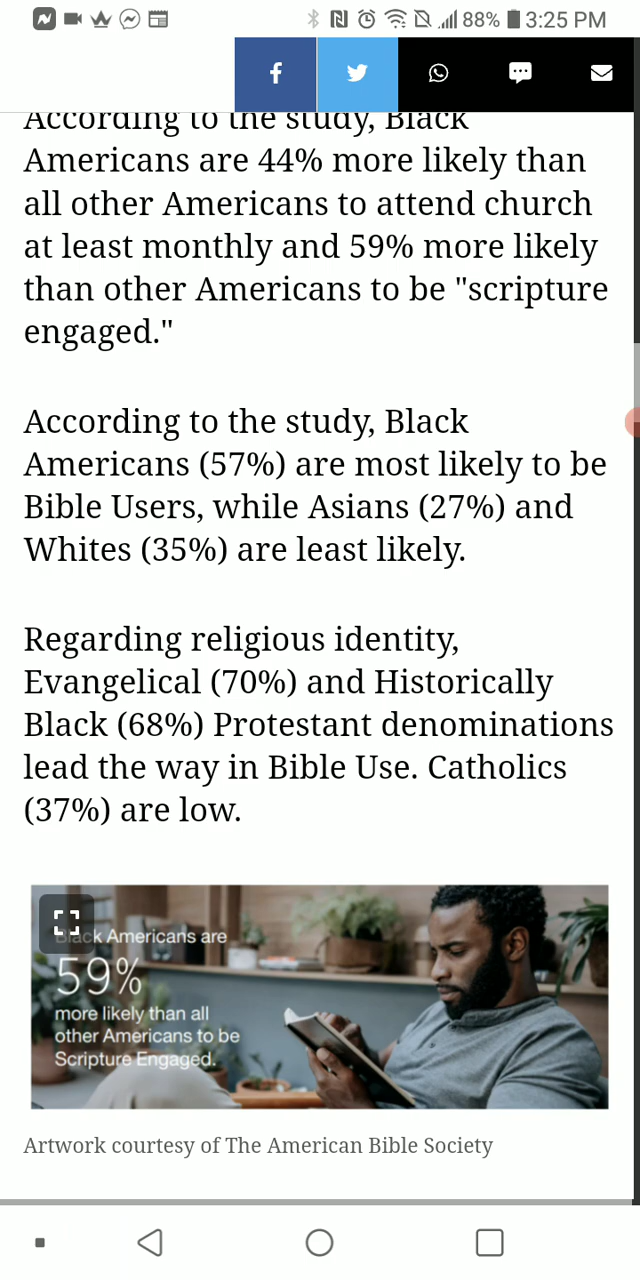 88% 3:25 PM
According to the study, Black
Americans are 44% more likely than
all other Americans to attend church
at least monthly and 59% more likely
than other Americans to be "scripture
engaged."
According to the study, Black
Americans (57%) are most likely to be
Bible Users, while Asians (27%) and
Whites (35%) are least likely.
Regarding religious identity,
Evangelical (70%) and Historically
Black (68%) Protestant denominations
lead the way in Bible Use. Catholics
(37%) are low.
Black Americans are
59%
more likely than all
other Americans to be
Scripture Engaged.
Artwork courtesy of The American Bible Society